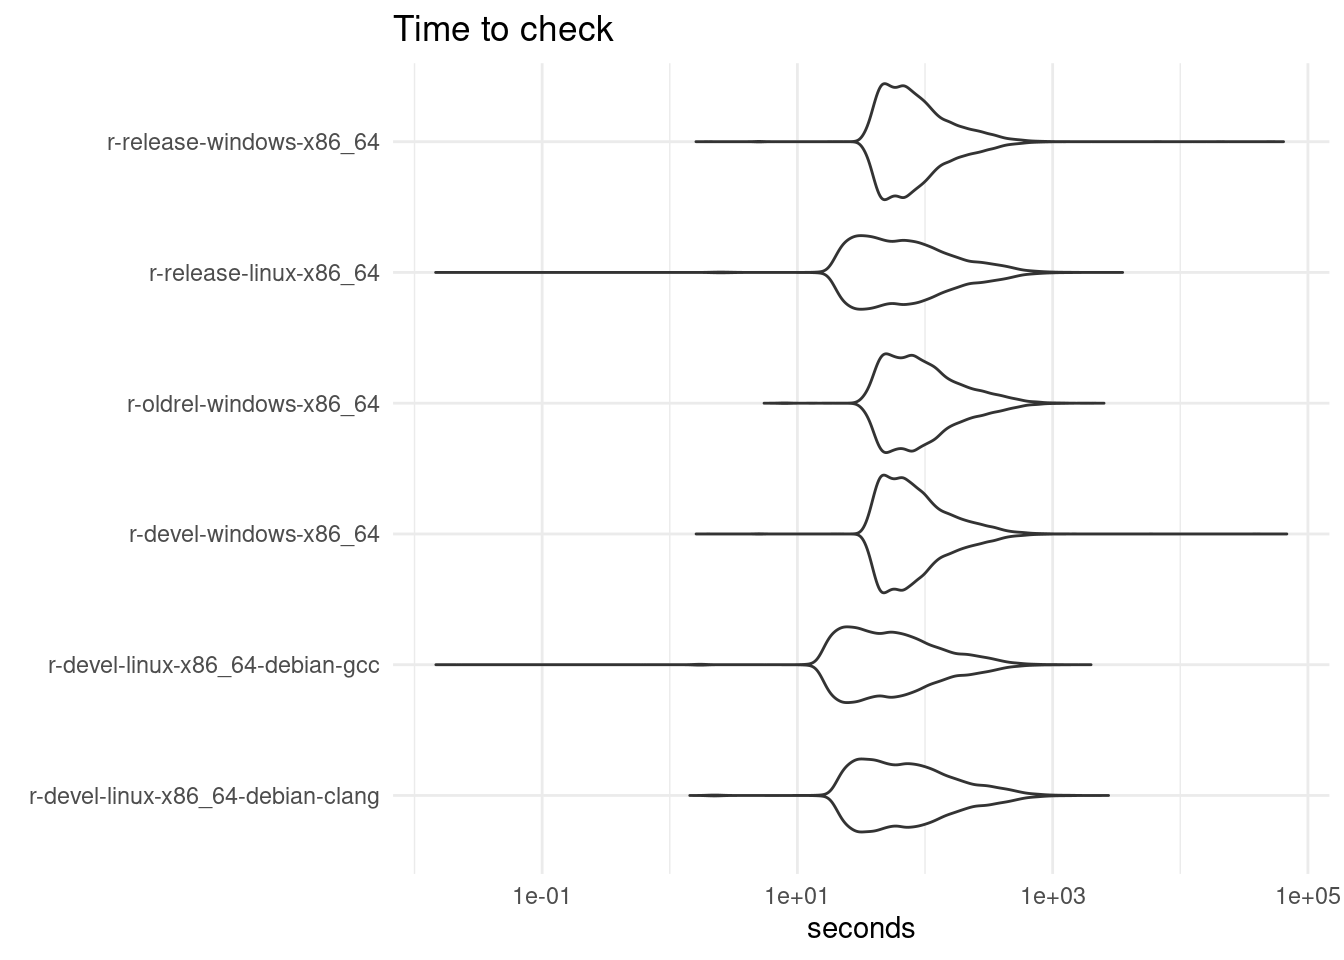 Time to check
r-release-windows-x86_64
r-release-linux-x86_64
r-oldrel-windows-x86_64
r-devel-windows-x86_64
r-devel-linux-x86_64-debian-gcc
r-devel-linux-x86_64-debian-clang
1e-01 1e+01 1e+03 1e+05
seconds